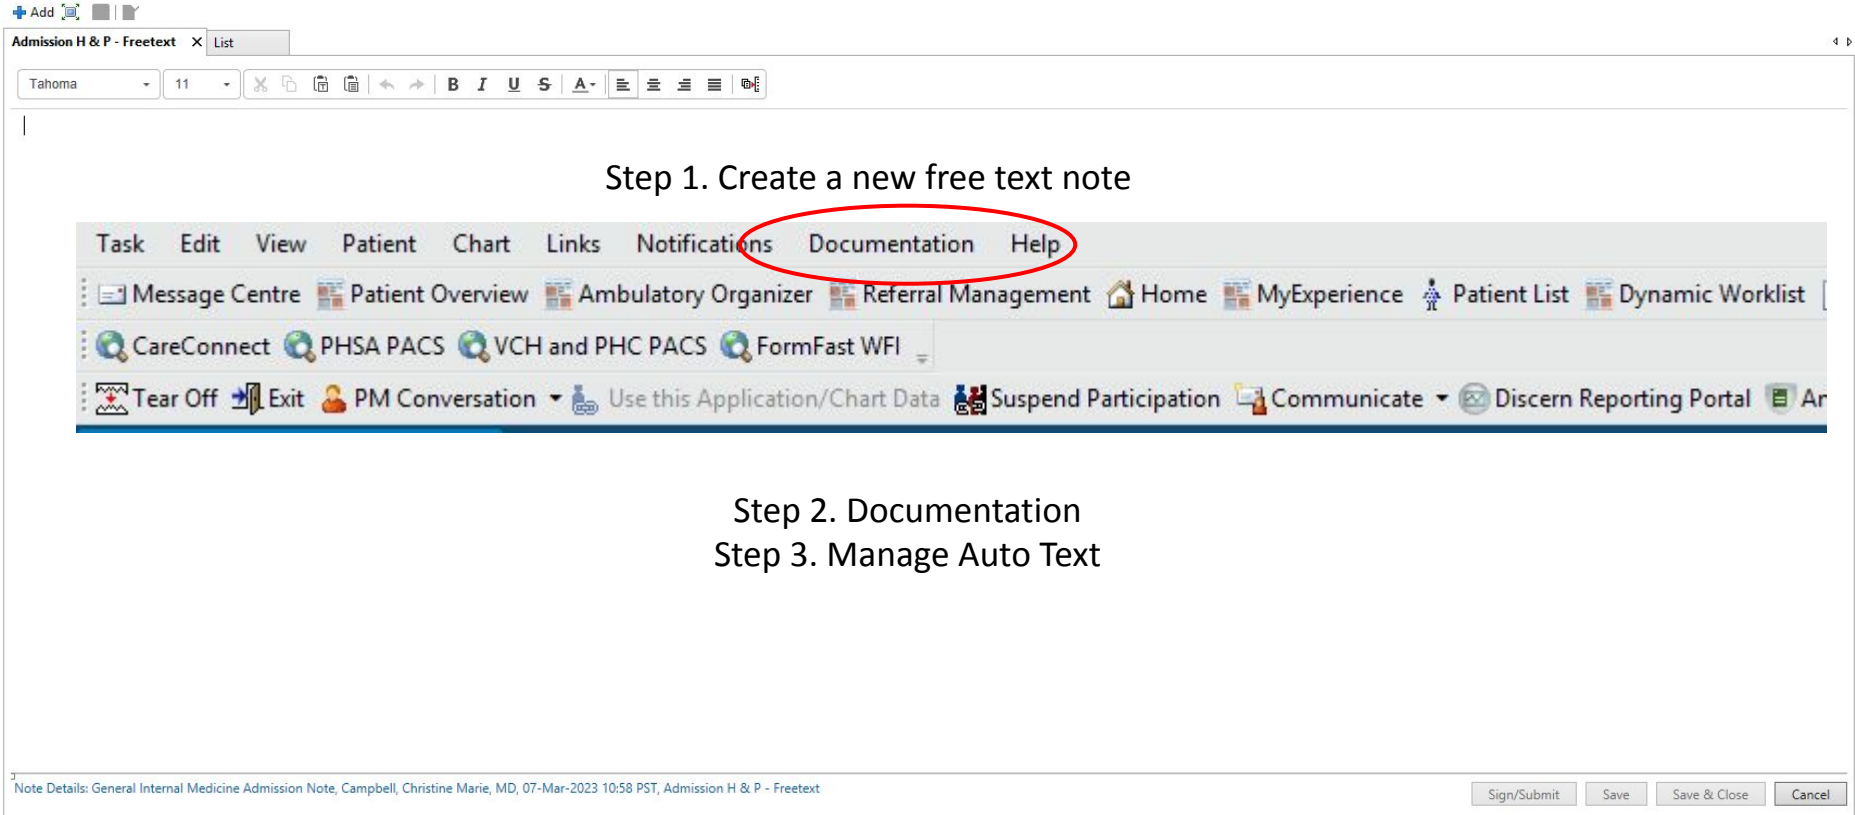 Add
Admission H & P - Freetext X List
Tahoma 11 B I U S A
Step 1. Create a new free text note
Task Edit View Patient Chart Links Notifications Documentation Help
Message Centre Patient Overview Ambulatory Organizer Referral Management Home MyExperience Patient List Dynamic Worklist
CareConnect PHSA PACS VCH and PHC PACS FormFast WFI
Tear Off Exit PM Conversation Use this Application/Chart Data Suspend Participation Communicate Discern Reporting Portal Ar
Step 2. Documentation
Step 3. Manage Auto Text
Note Details: General Internal Medicine Admission Note, Campbell, Christine Marie, MD, 07-Mar-2023 10:58 PST, Admission H & P - Freetext
Sign/Submit Save Save & Close Cancel